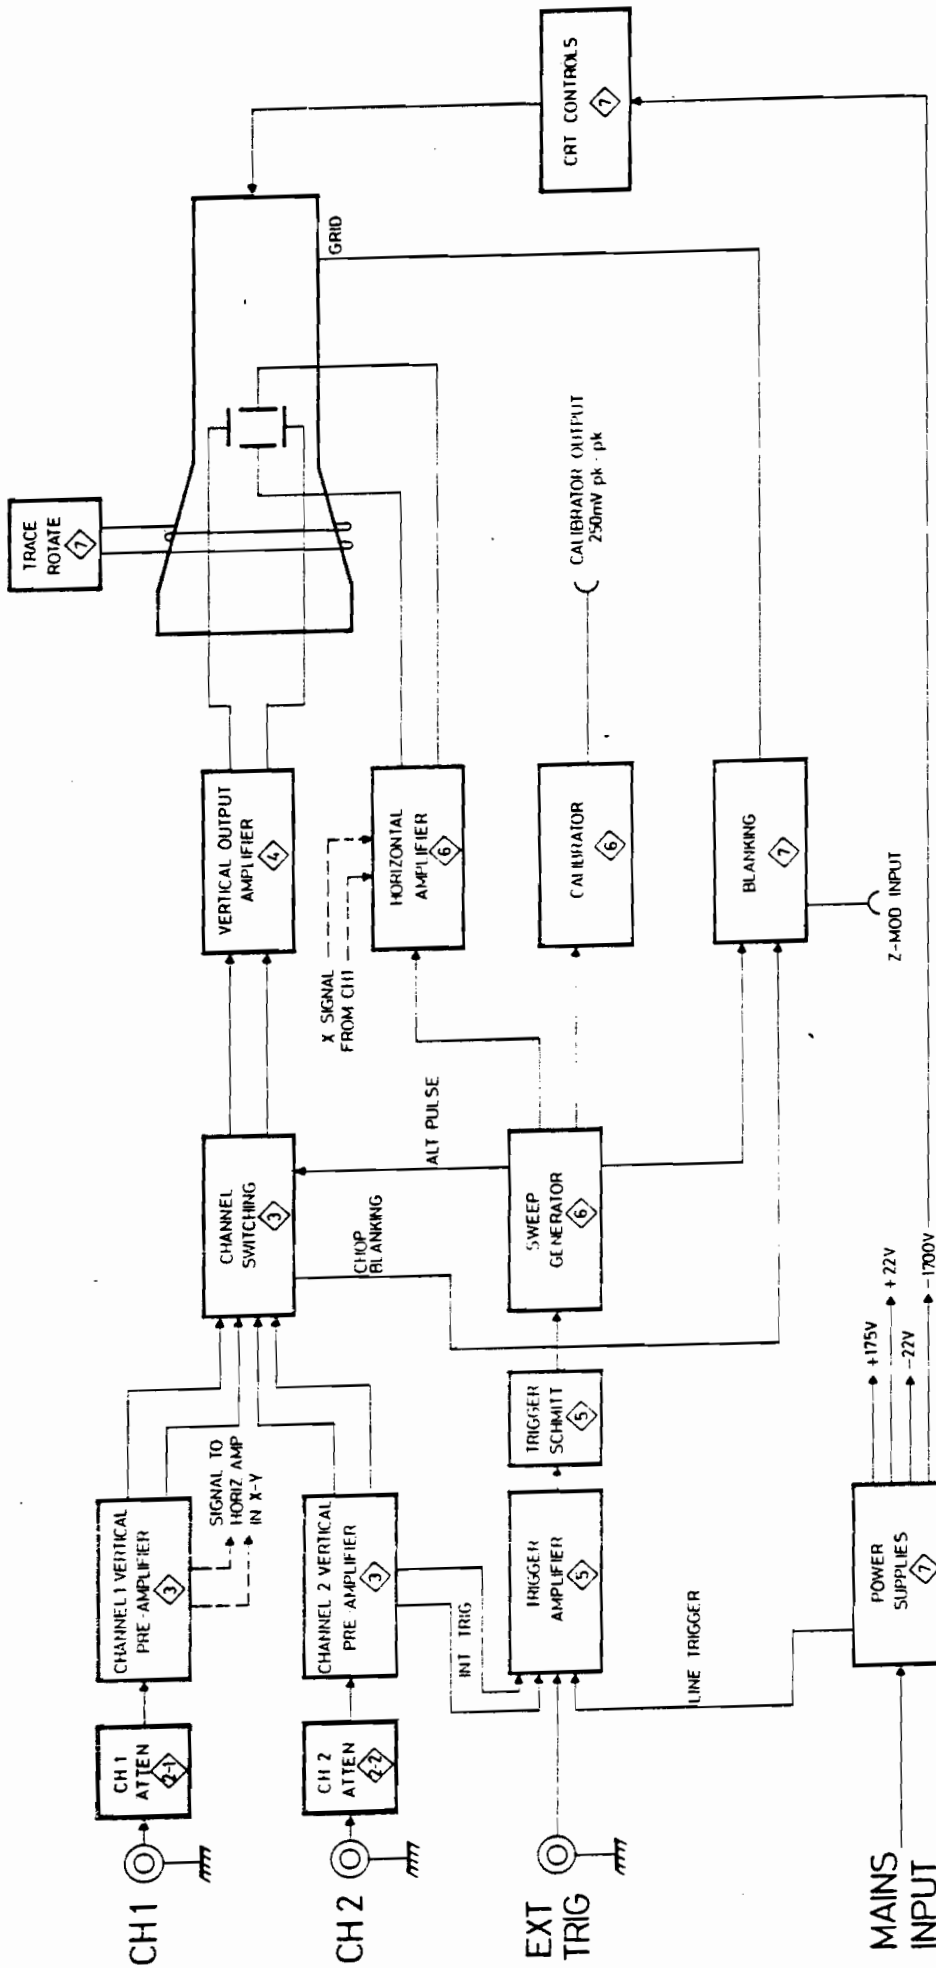 CH 1
CH 1
ATTEN
2-1
CHANNEL 1 VERTICAL
PRE-AMPLIFIER
3
SIGNAL TO
HORIZ AMP
IN X-Y
CHANNEL
SWITCHING
3
VERTICAL OUTPUT
AMPLIFIER
4
TRACE
ROTATE
7
GRID
CH 2
CH 2
ATTEN
2-2
CHANNEL 2 VERTICAL
PRE-AMPLIFIER
3
INT TRIG
CHOP
BLANKING
ALT PULSE
X SIGNAL
FROM CH1
HORIZONTAL
AMPLIFIER
6
EXT
TRIG
TRIGGER
AMPLIFIER
5
TRIGGER
SCHMITT
5
SWEEP
GENERATOR
6
CALIBRATOR
6
CALIBRATOR OUTPUT
250mV pk - pk
CRT CONTROLS
7
LINE TRIGGER
BLANKING
7
Z-MOD INPUT
MAINS
INPUT
POWER
SUPPLIES
7
+175V
+22V
-22V
-1700V